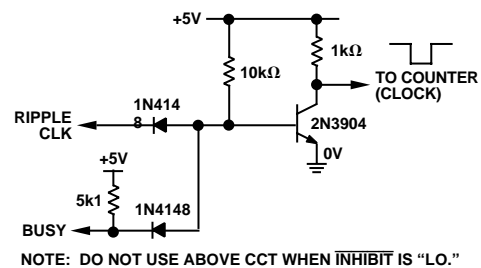 +5V
1kΩ
10kΩ
TO COUNTER
(CLOCK)
1N414
8
2N3904
RIPPLE
CLK
0V
+5V
5k1
1N4148
BUSY
NOTE: DO NOT USE ABOVE CCT WHEN INHIBIT IS “LO.”